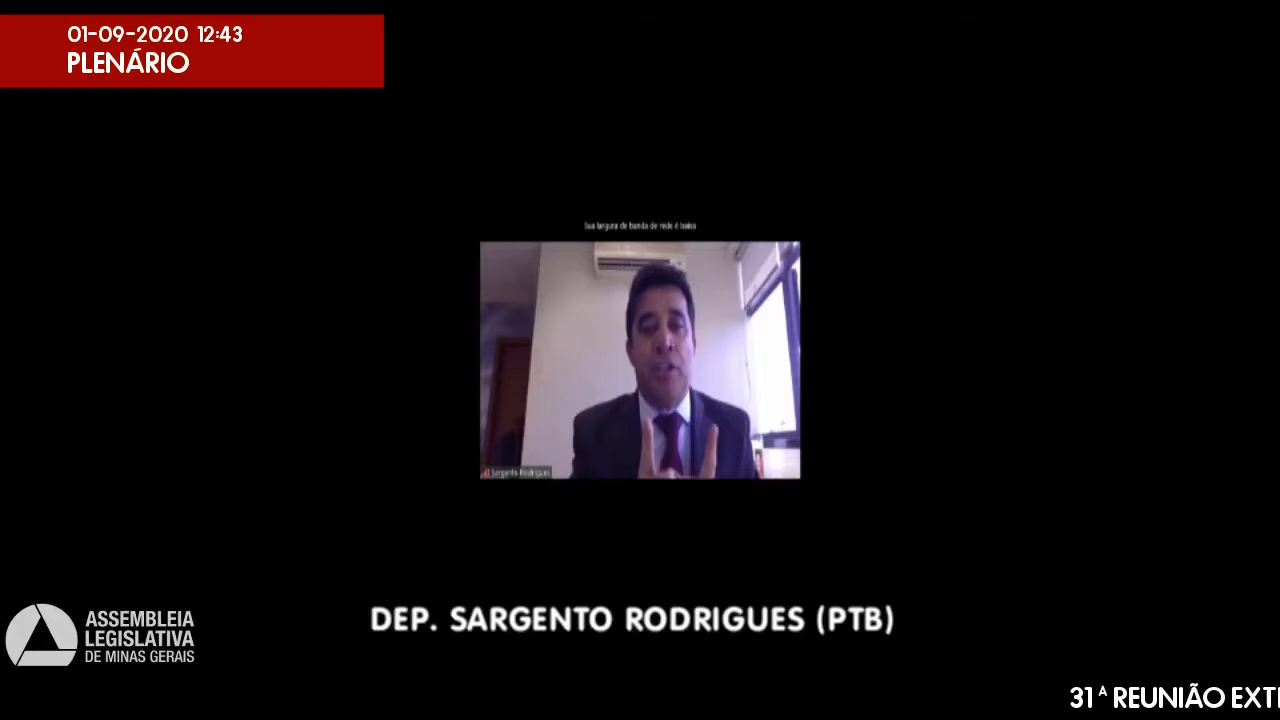 01-09-2020 12:43
PLENÁRIO
Sua largura de banda de rede é baixa
Sargento Rodrigues
DEP. SARGENTO RODRIGUES (PTB)
ASSEMBLEIA
LEGISLATIVA
DE MINAS GERAIS
31ª REUNIÃO EXT